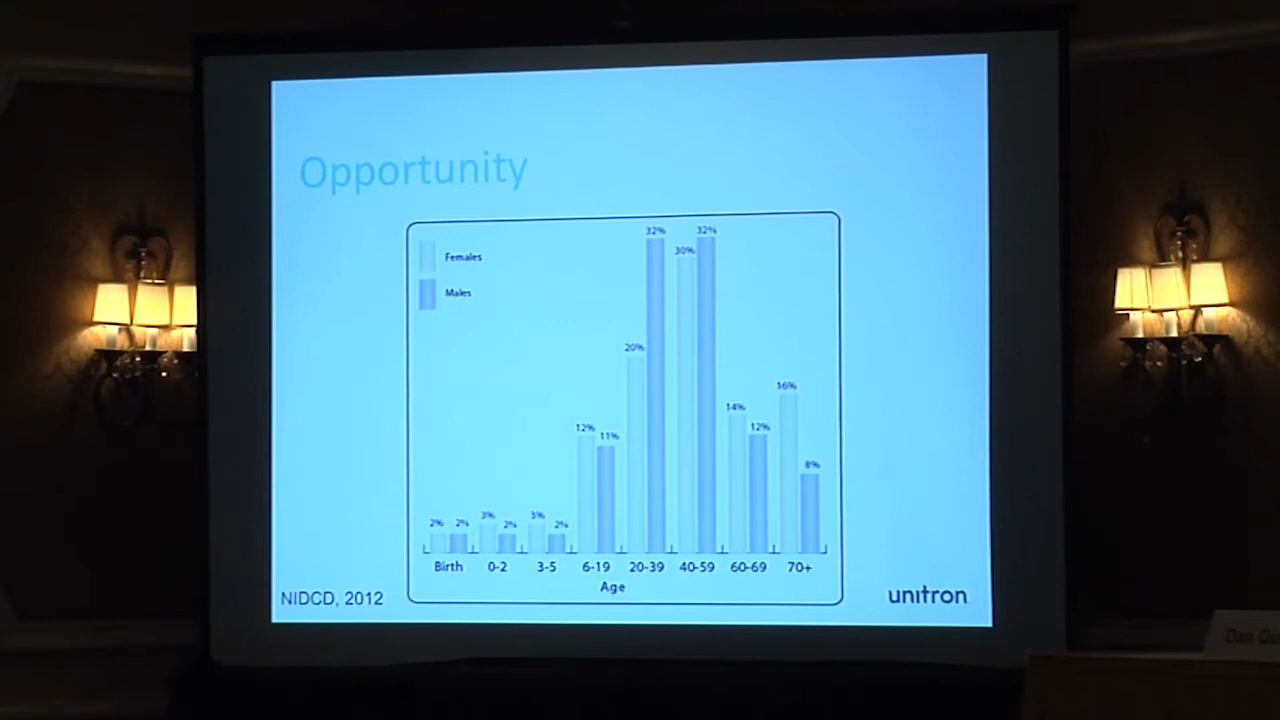 Opportunity
Females
Males
32%
32%
30%
20%
16%
14%
12%
12%
11%
8%
2%
2%
3%
2%
3%
2%
Birth
0-2
3-5
6-19
20-39
40-59
60-69
70+
Age
NIDCD, 2012
unitron
Dan